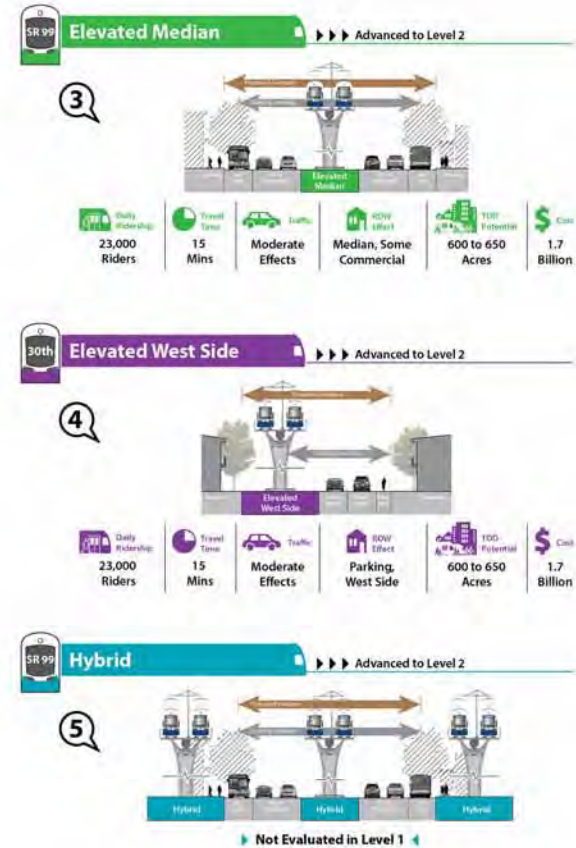 SR 99
Elevated Median
Advanced to Level 2
3
Elevated
Median
Daily
Ridership
23,000
Riders
Travel
Time
15
Mins
Traffic
Moderate
Effects
ROW
Effect
Median, Some
Commercial
TOD
Potential
600 to 650
Acres
$ Cost
1.7
Billion
30th
Elevated West Side
Advanced to Level 2
4
Elevated
West Side
Daily
Ridership
23,000
Riders
Travel
Time
15
Mins
Traffic
Moderate
Effects
ROW
Effect
Parking,
West Side
TOD
Potential
600 to 650
Acres
$ Cost
1.7
Billion
SR 99
Hybrid
Advanced to Level 2
5
Hybrid
Hybrid
Hybrid
Not Evaluated in Level 1